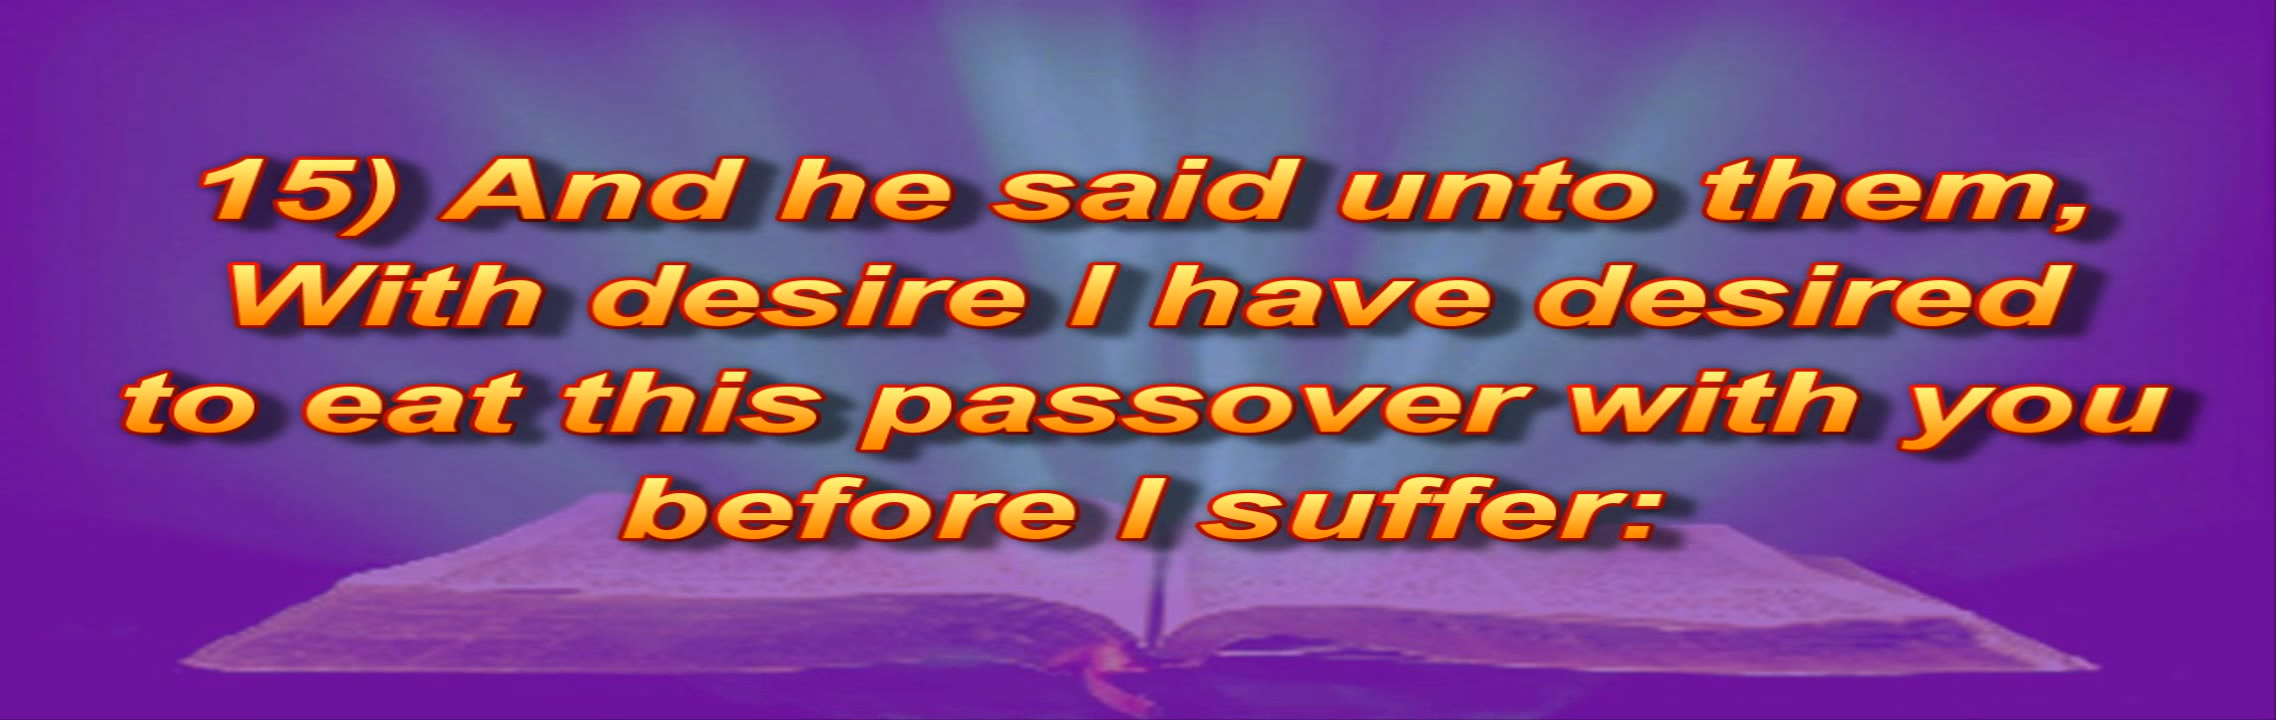 15) And he said unto them,
With desire I have desired
to eat this passover with you
before I suffer: